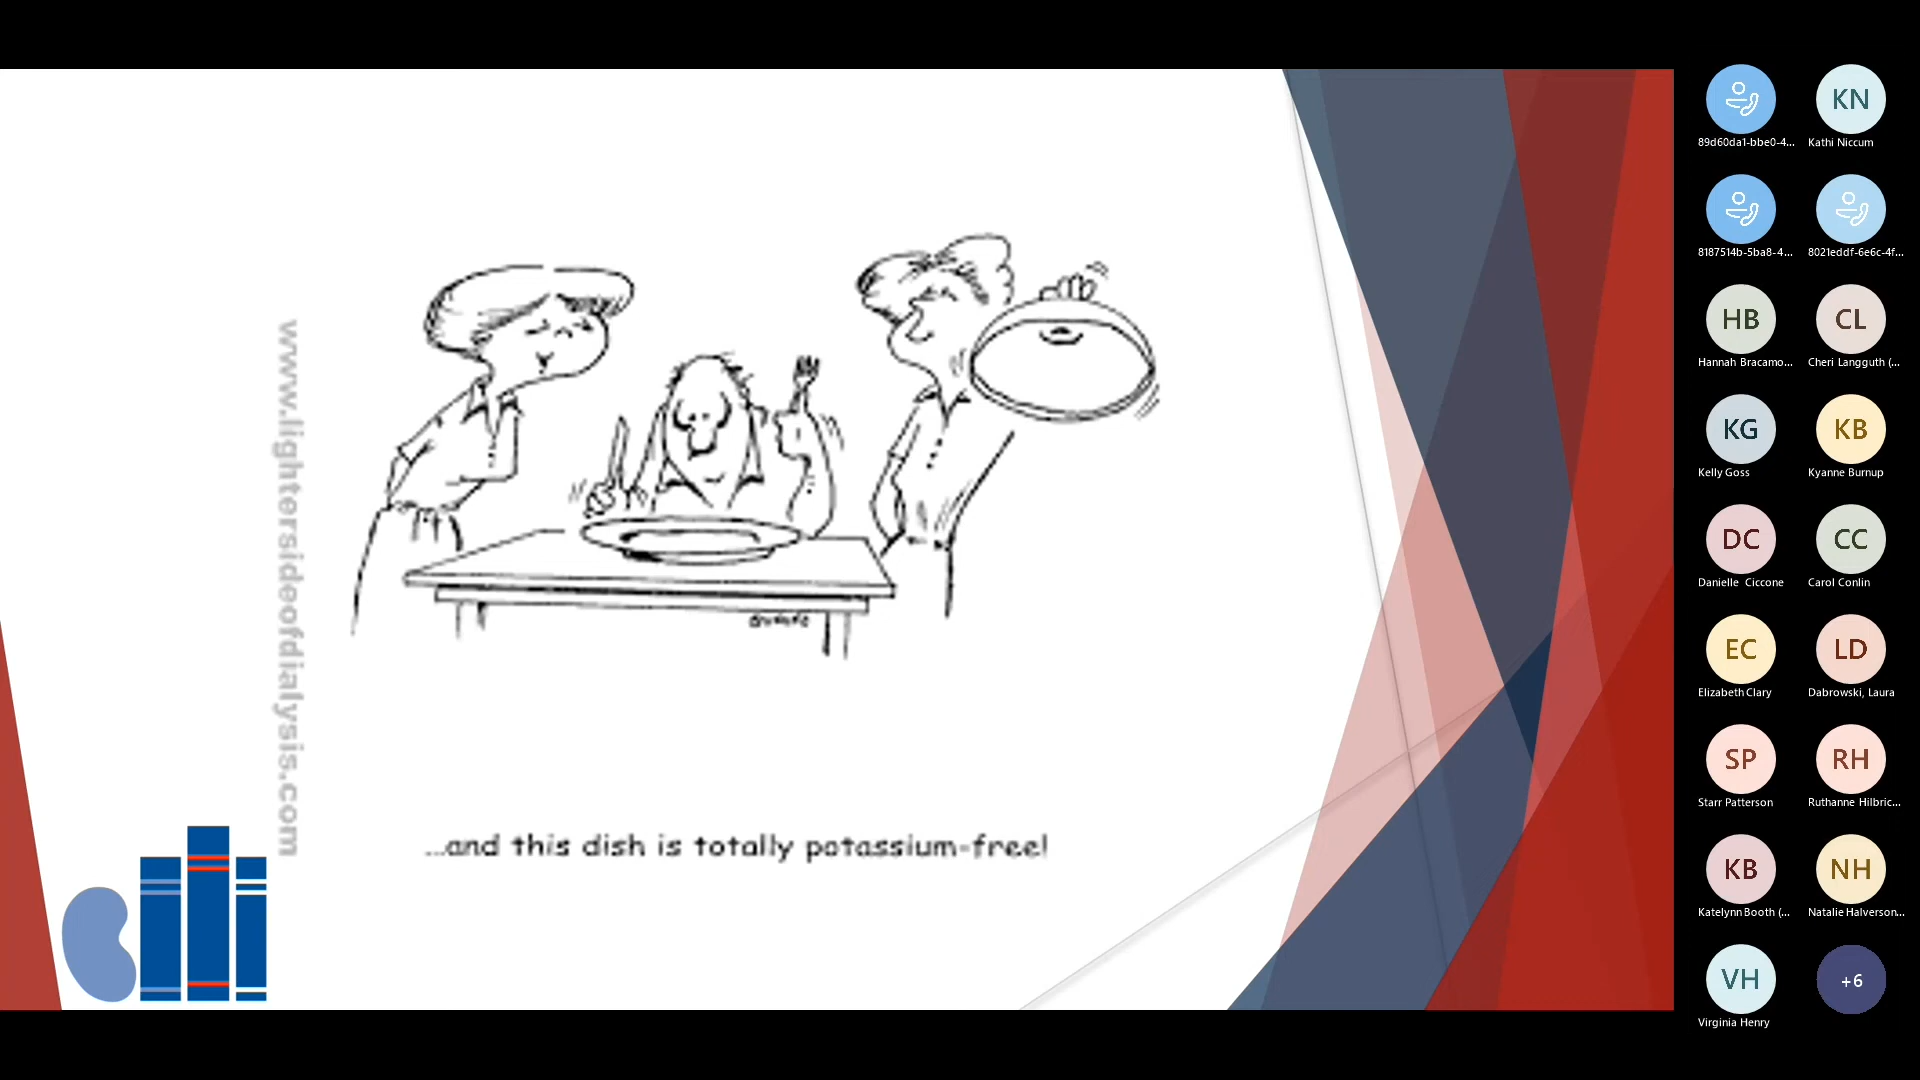 www.lightersideofdialysis.com
...and this dish is totally potassium-free!
89d60da1-bbe0-4...
KN
Kathi Niccum
8187514b-5ba8-4...
8021eddf-6e6c-4f...
HB
Hannah Bracamo...
CL
Cheri Langguth (...
KG
Kelly Goss
KB
Kyanne Burnup
DC
Danielle Ciccone
CC
Carol Conlin
EC
Elizabeth Clary
LD
Dabrowski, Laura
SP
Starr Patterson
RH
Ruthanne Hilbric...
KB
Katelynn Booth (...
NH
Natalie Halverson...
VH
Virginia Henry
+6